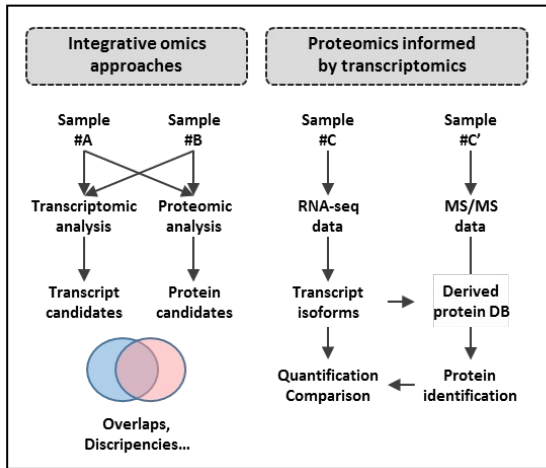 Integrative omics
approaches
Proteomics informed
by transcriptomics
Sample
#A
Sample
#B
Transcriptomic
analysis
Proteomic
analysis
Transcript
candidates
Protein
candidates
Overlaps,
Discripencies...
Sample
#C
Sample
#C'
RNA-seq
data
MS/MS
data
Transcript
isoforms
Derived
protein DB
Quantification
Comparison
Protein
identification